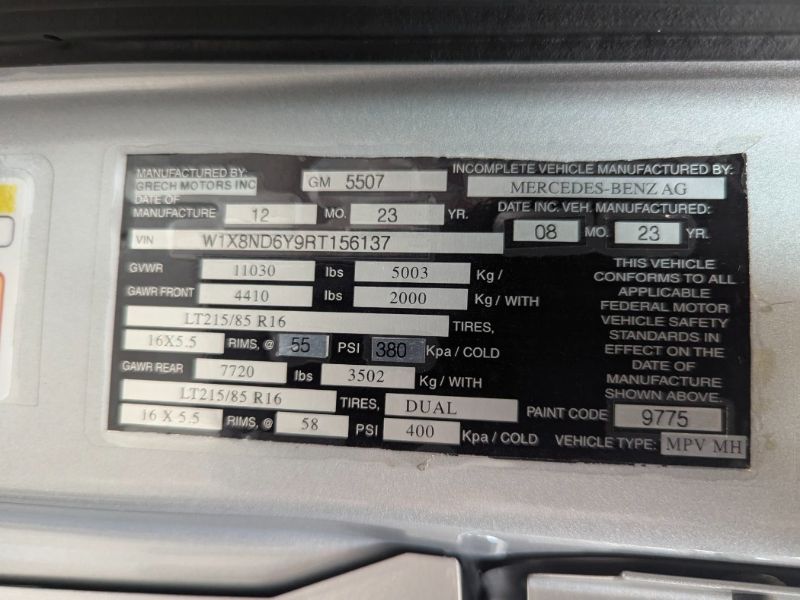 MANUFACTURED BY: GRECH MOTORS INC GM 5507
DATE OF MANUFACTURE 12 MO. 23 YR.
INCOMPLETE VEHICLE MANUFACTURED BY:
MERCEDES-BENZ AG
DATE INC. VEH. MANUFACTURED:
08 MO. 23 YR.
VIN W1X8ND6Y9RT156137
GVWR 11030 lbs 5003 Kg /
GAWR FRONT 4410 lbs 2000 Kg / WITH
LT215/85 R16 TIRES,
16X5.5 RIMS, @ 55 PSI 380 Kpa / COLD
GAWR REAR 7720 lbs 3502 Kg / WITH
LT215/85 R16 TIRES, DUAL
16 X 5.5 RIMS, @ 58 PSI 400 Kpa / COLD
THIS VEHICLE
CONFORMS TO ALL
APPLICABLE
FEDERAL MOTOR
VEHICLE SAFETY
STANDARDS IN
EFFECT ON THE
DATE OF
MANUFACTURE
SHOWN ABOVE.
PAINT CODE 9775
VEHICLE TYPE: MPV MH